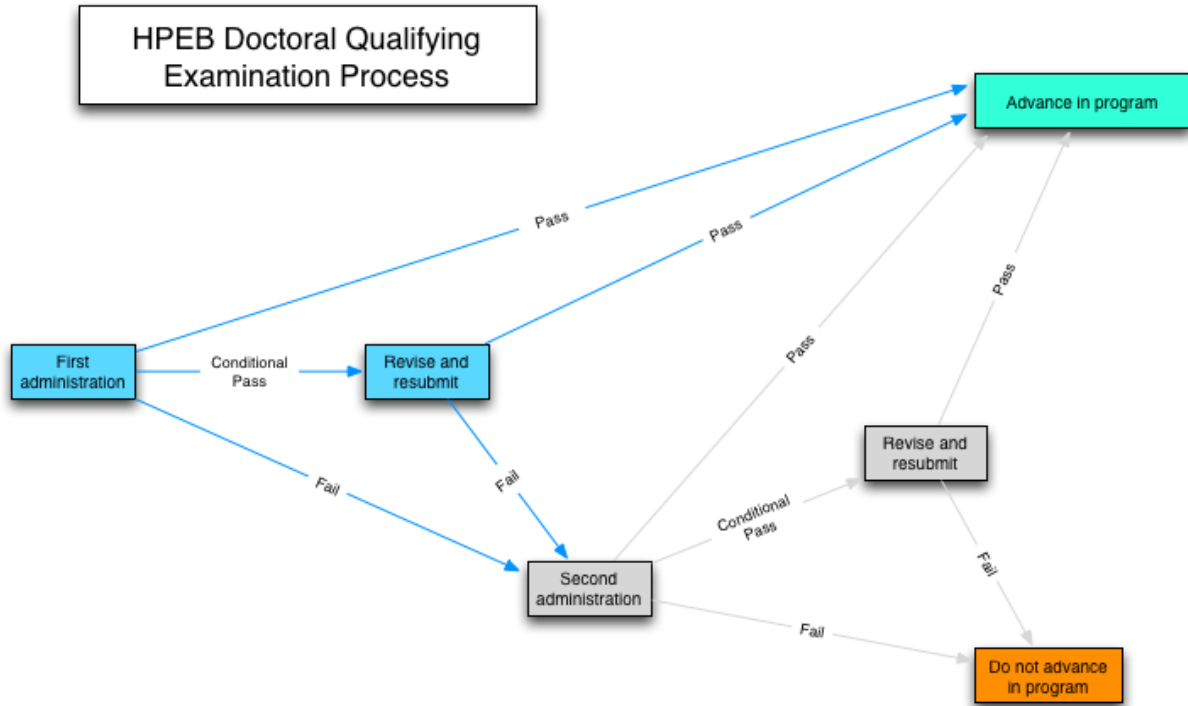 HPEB Doctoral Qualifying
Examination Process
Advance in program
Pass
Pass
Pass
Pass
First
administration
Conditional
Pass
Revise and
resubmit
Fail
Fail
Revise and
resubmit
Conditional
Pass
Second
administration
Fail
Fail
Do not advance
in program